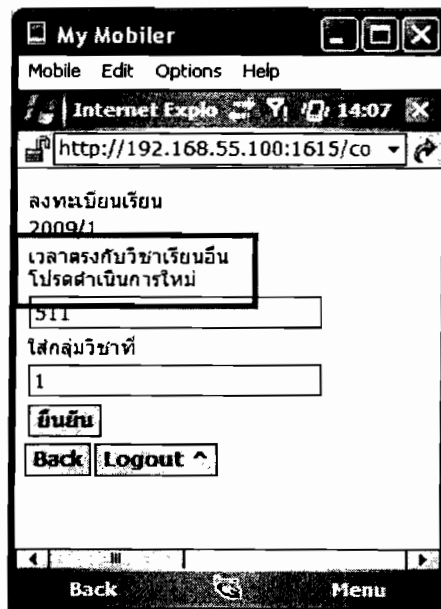 My Mobiler
Mobile Edit Options Help
Internet Explo 14:07
http://192.168.55.100:1615/co
ลงทะเบียนเรียน
2009/1
เวลาตรงกับวิชาเรียนอื่น
โปรดดำเนินการใหม่
511
ใส่กลุ่มวิชาที่
1
ยืนยัน
Back Logout ^
Back Menu